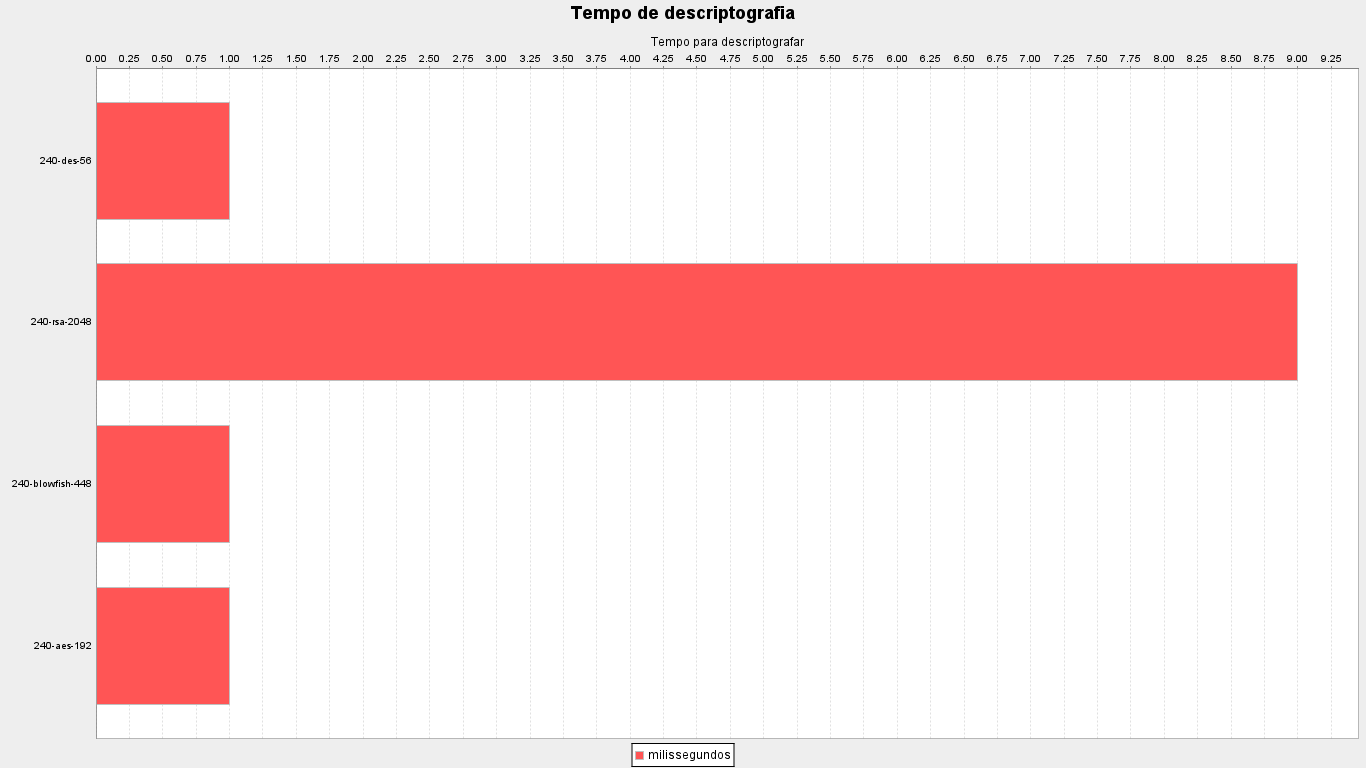 Tempo de descriptografia
Tempo para descriptografar
0.00 0.25 0.50 0.75 1.00 1.25 1.50 1.75 2.00 2.25 2.50 2.75 3.00 3.25 3.50 3.75 4.00 4.25 4.50 4.75 5.00 5.25 5.50 5.75 6.00 6.25 6.50 6.75 7.00 7.25 7.50 7.75 8.00 8.25 8.50 8.75 9.00 9.25
240-des-56
240-rsa-2048
240-blowfish-448
240-aes-192
milissegundos